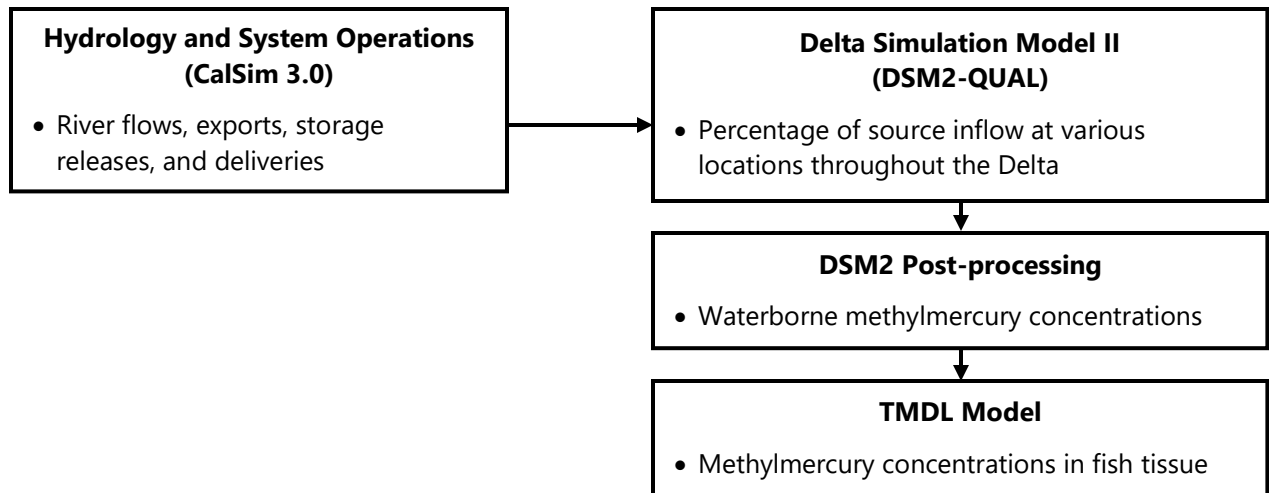 Hydrology and System Operations
(CalSim 3.0)
• River flows, exports, storage
releases, and deliveries
Delta Simulation Model II
(DSM2-QUAL)
• Percentage of source inflow at various
locations throughout the Delta
DSM2 Post-processing
• Waterborne methylmercury concentrations
TMDL Model
• Methylmercury concentrations in fish tissue